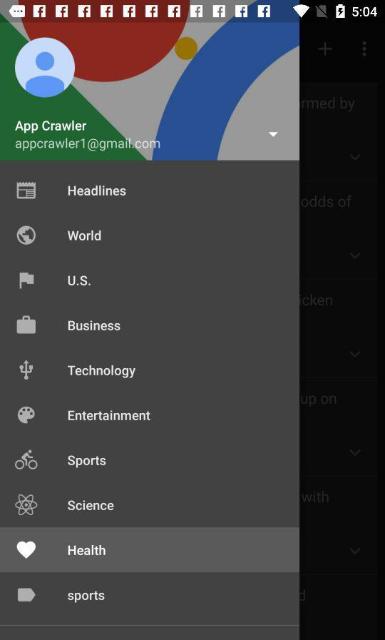 5:04
App Crawler
appcrawler1@gmail.com
rmed by
Headlines
odds of
World
U.S.
icken
Business
Technology
up on
Entertainment
Sports
with
Science
Health
sports
d